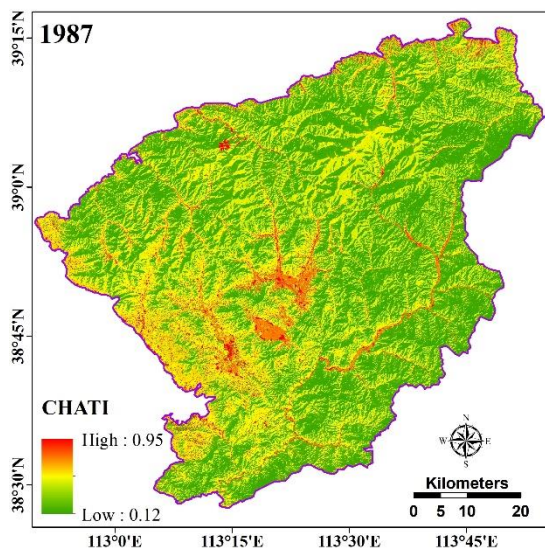 1987
39°15'N
39°0'N
38°45'N
38°30'N
CHATI
High : 0.95
Low : 0.12
N
W E
S
Kilometers
0 5 10 20
113°0'E 113°15'E 113°30'E 113°45'E